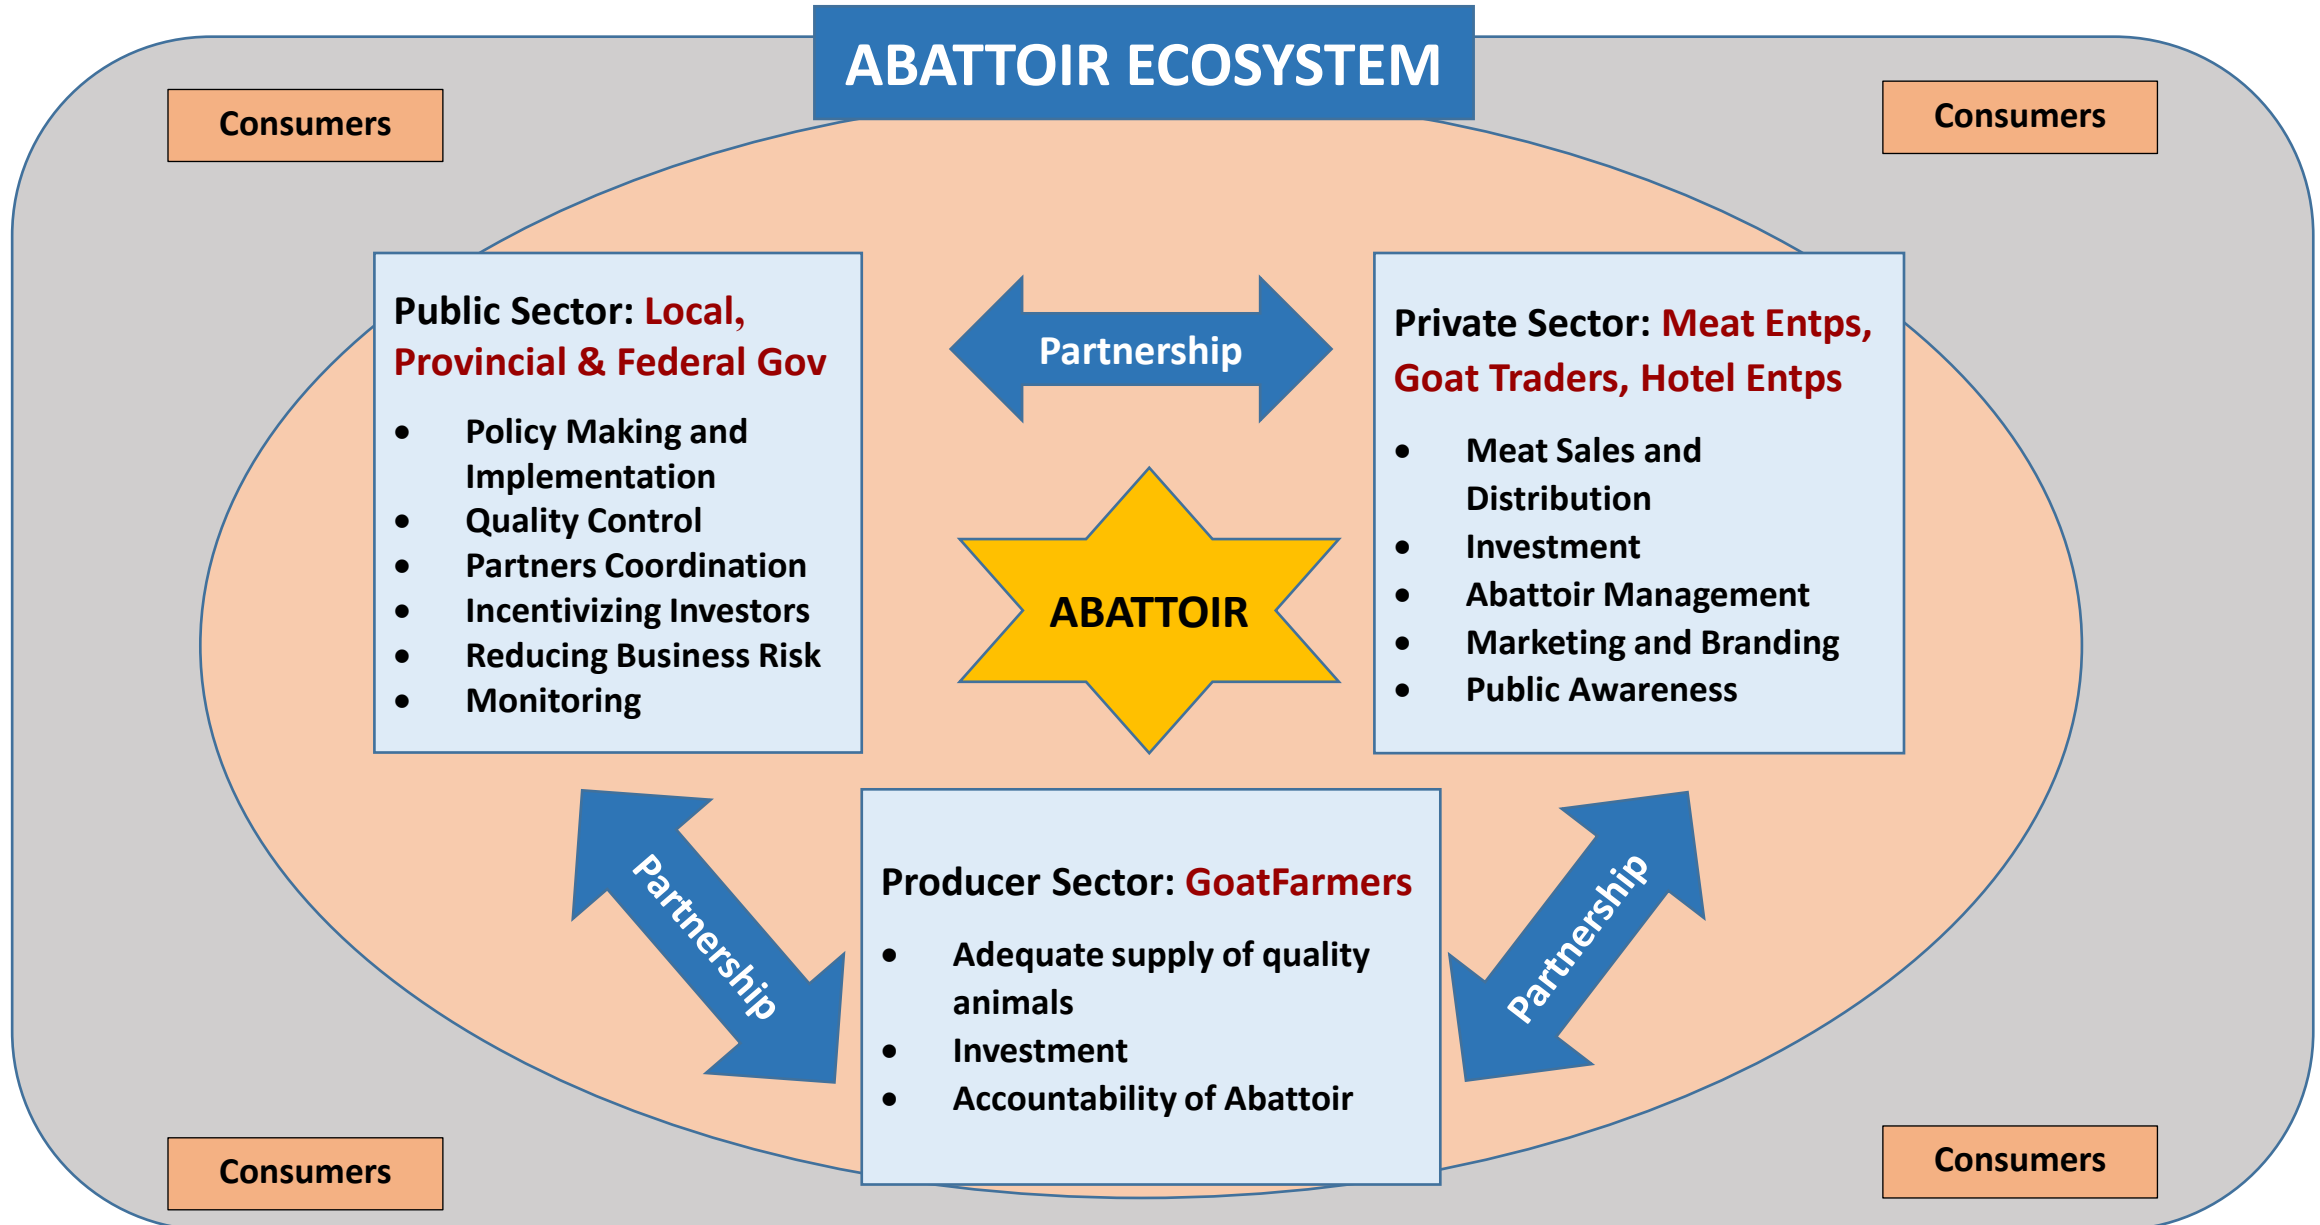 ABATTOIR ECOSYSTEM
Consumers
Consumers
Public Sector: Local,
Provincial & Federal Gov
• Policy Making and
Implementation
• Quality Control
• Partners Coordination
• Incentivizing Investors
• Reducing Business Risk
• Monitoring
Partnership
Private Sector: Meat Entps,
Goat Traders, Hotel Entps
• Meat Sales and
Distribution
• Investment
• Abattoir Management
• Marketing and Branding
• Public Awareness
ABATTOIR
Partnership
Producer Sector: GoatFarmers
• Adequate supply of quality
animals
• Investment
• Accountability of Abattoir
Partnership
Consumers
Consumers